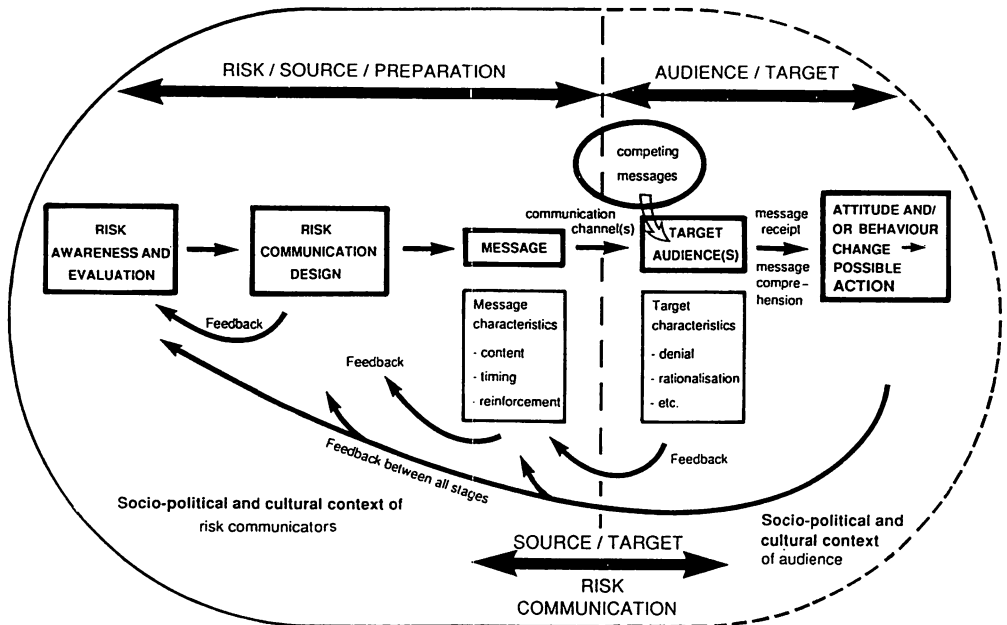 RISK / SOURCE / PREPARATION
AUDIENCE / TARGET
competing
messages
RISK
AWARENESS AND
EVALUATION
RISK
COMMUNICATION
DESIGN
MESSAGE
communication
channel(s)
TARGET
AUDIENCE(S)
message
receipt
message
compre-
hension
ATTITUDE AND/
OR BEHAVIOUR
CHANGE
POSSIBLE
ACTION
Message
characteristics
- content
- timing
- reinforcement
Target
characteristics
- denial
- rationalisation
- etc.
Feedback
Feedback
Feedback
Feedback between all stages
Socio-political and cultural context of
risk communicators
Socio-political and
cultural context
of audience
SOURCE / TARGET
RISK
COMMUNICATION